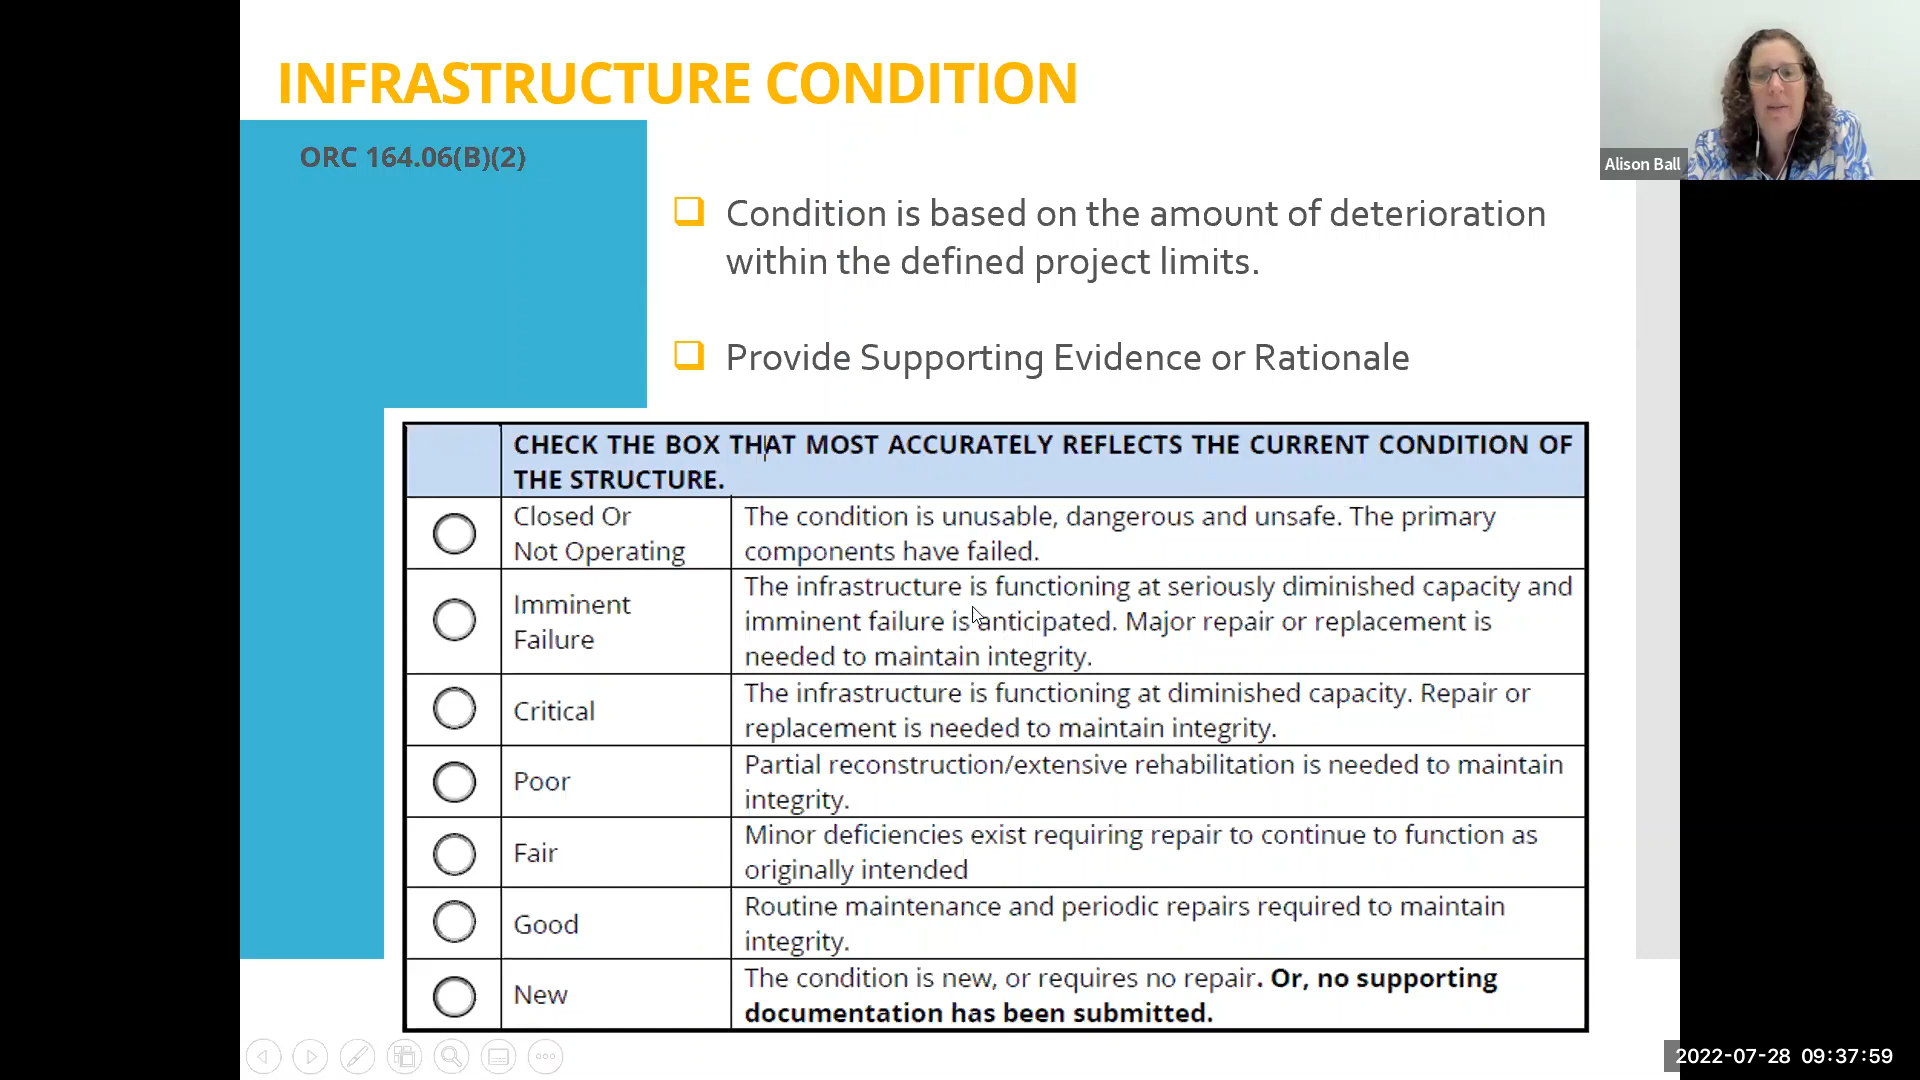 INFRASTRUCTURE CONDITION
ORC 164.06(B)(2)
Condition is based on the amount of deterioration
within the defined project limits.
Provide Supporting Evidence or Rationale
CHECK THE BOX THAT MOST ACCURATELY REFLECTS THE CURRENT CONDITION OF
THE STRUCTURE.
Closed Or
Not Operating
The condition is unusable, dangerous and unsafe. The primary
components have failed.
Imminent
Failure
The infrastructure is functioning at seriously diminished capacity and
imminent failure is anticipated. Major repair or replacement is
needed to maintain integrity.
Critical
The infrastructure is functioning at diminished capacity. Repair or
replacement is needed to maintain integrity.
Poor
Partial reconstruction/extensive rehabilitation is needed to maintain
integrity.
Fair
Minor deficiencies exist requiring repair to continue to function as
originally intended
Good
Routine maintenance and periodic repairs required to maintain
integrity.
New
The condition is new, or requires no repair. Or, no supporting
documentation has been submitted.
Alison Ball
2022-07-28 09:37:59